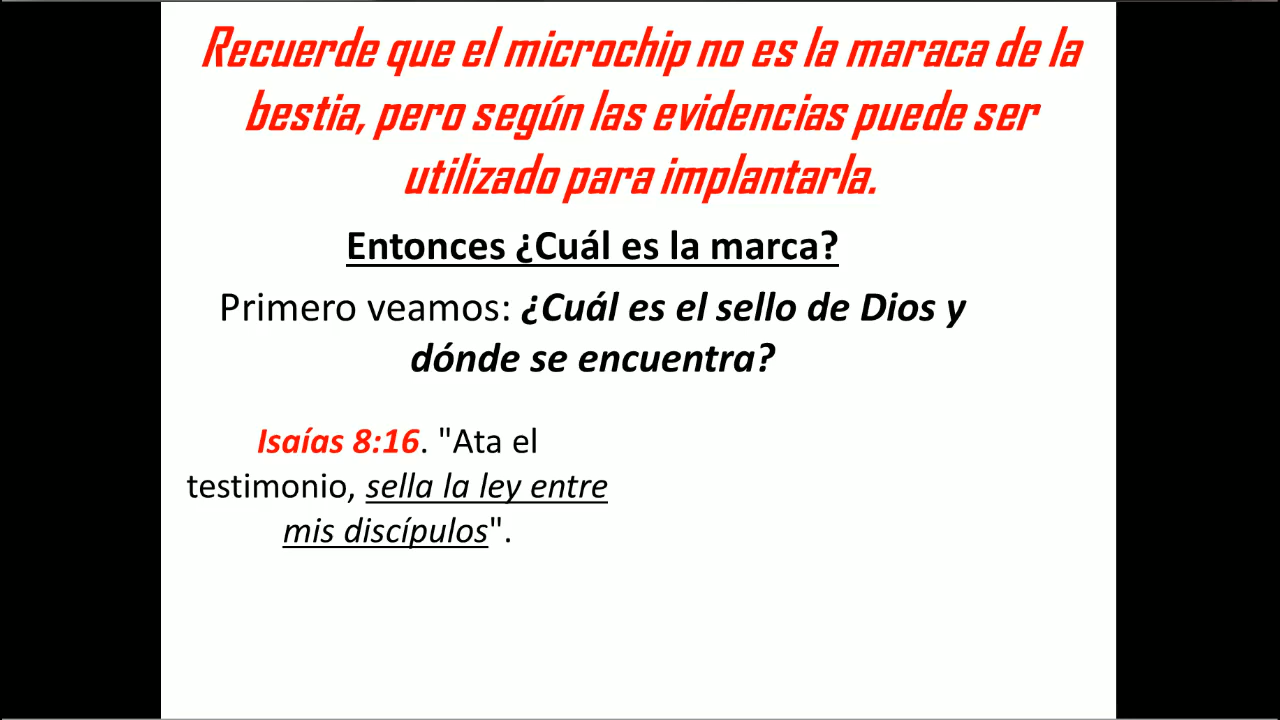 Recuerde que el microchip no es la maraca de la
bestia, pero según las evidencias puede ser
utilizado para implantarla.
Entonces ¿Cuál es la marca?
Primero veamos: ¿Cuál es el sello de Dios y
dónde se encuentra?
Isaías 8:16. "Ata el
testimonio, sella la ley entre
mis discípulos".